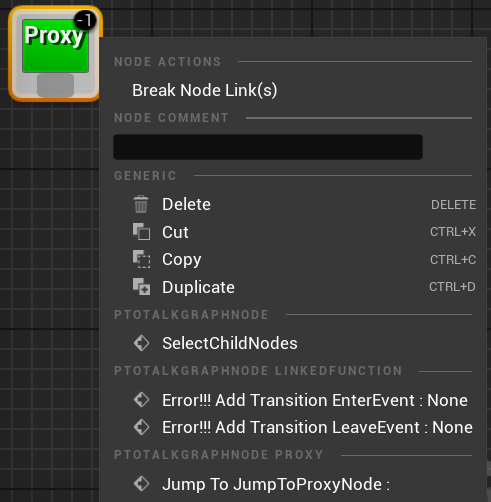 Proxy
-1
NODE ACTIONS
Break Node Link(s)
NODE COMMENT
GENERIC
Delete DELETE
Cut CTRL+X
Copy CTRL+C
Duplicate CTRL+D
PTOTALKGRAPHNODE
SelectChildNodes
PTOTALKGRAPHNODE LINKEDFUNCTION
Error!!! Add Transition EnterEvent : None
Error!!! Add Transition LeaveEvent : None
PTOTALKGRAPHNODE PROXY
Jump To JumpToProxyNode :